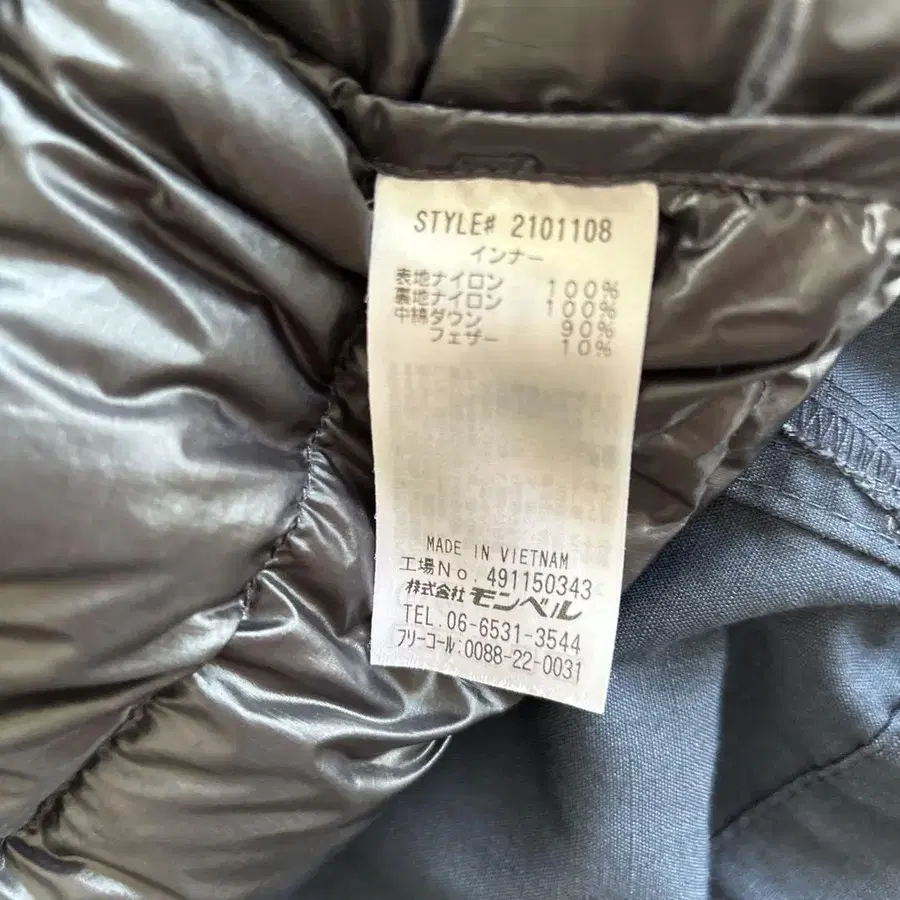 STYLE# 2101108
インナー
表地ナイロン 100%
裏地ナイロン 100%
中綿ダウン 90%
フェザー 10%
MADE IN VIETNAM
工場No. 491150343
株式会社 モンベル
TEL.06-6531-3544
フリーコール:0088-22-0031